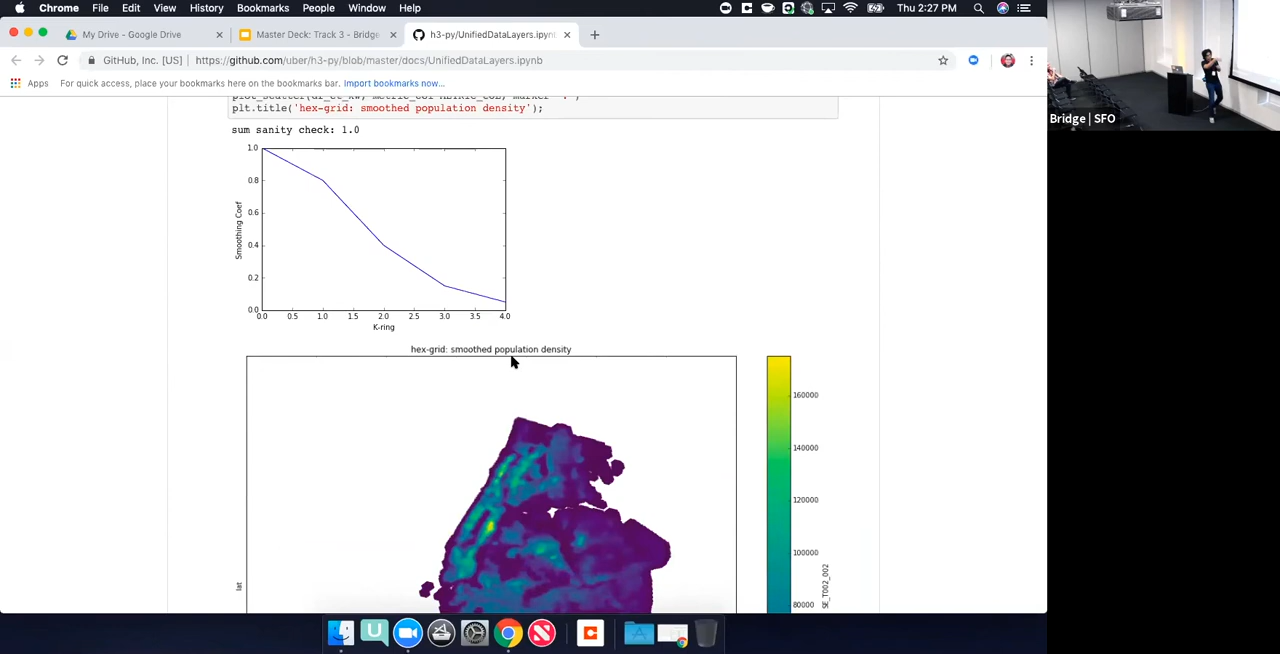 Chrome File Edit View History Bookmarks People Window Help Thu 2:27 PM
My Drive - Google Drive
Master Deck: Track 3 - Bridge
h3-py/UnifiedDataLayers.ipynb
GitHub, Inc. [US] https://github.com/uber/h3-py/blob/master/docs/UnifiedDataLayers.ipynb
Apps For quick access, place your bookmarks here on the bookmarks bar. Import bookmarks now...
plt.title('hex-grid: smoothed population density');
sum sanity check: 1.0
1.0
0.8
0.6
0.4
0.2
0.0
Smoothing Coef
0.0 0.5 1.0 1.5 2.0 2.5 3.0 3.5 4.0
K-ring
hex-grid: smoothed population density
160000
140000
120000
100000
80000
lat
SE_T002_002
Bridge | SFO